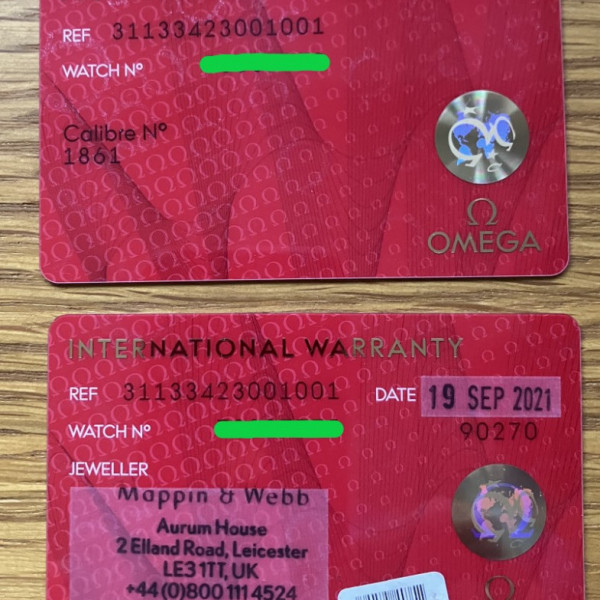 REF 31133423001001
WATCH Nº
Calibre Nº
1861
Ω
OMEGA
INTERNATIONAL WARRANTY
REF 31133423001001 DATE 19 SEP 2021
WATCH Nº 90270
JEWELLER
Mappin & Webb
Aurum House
2 Elland Road, Leicester
LE3 1TT, UK
+44 (0)800 111 4524